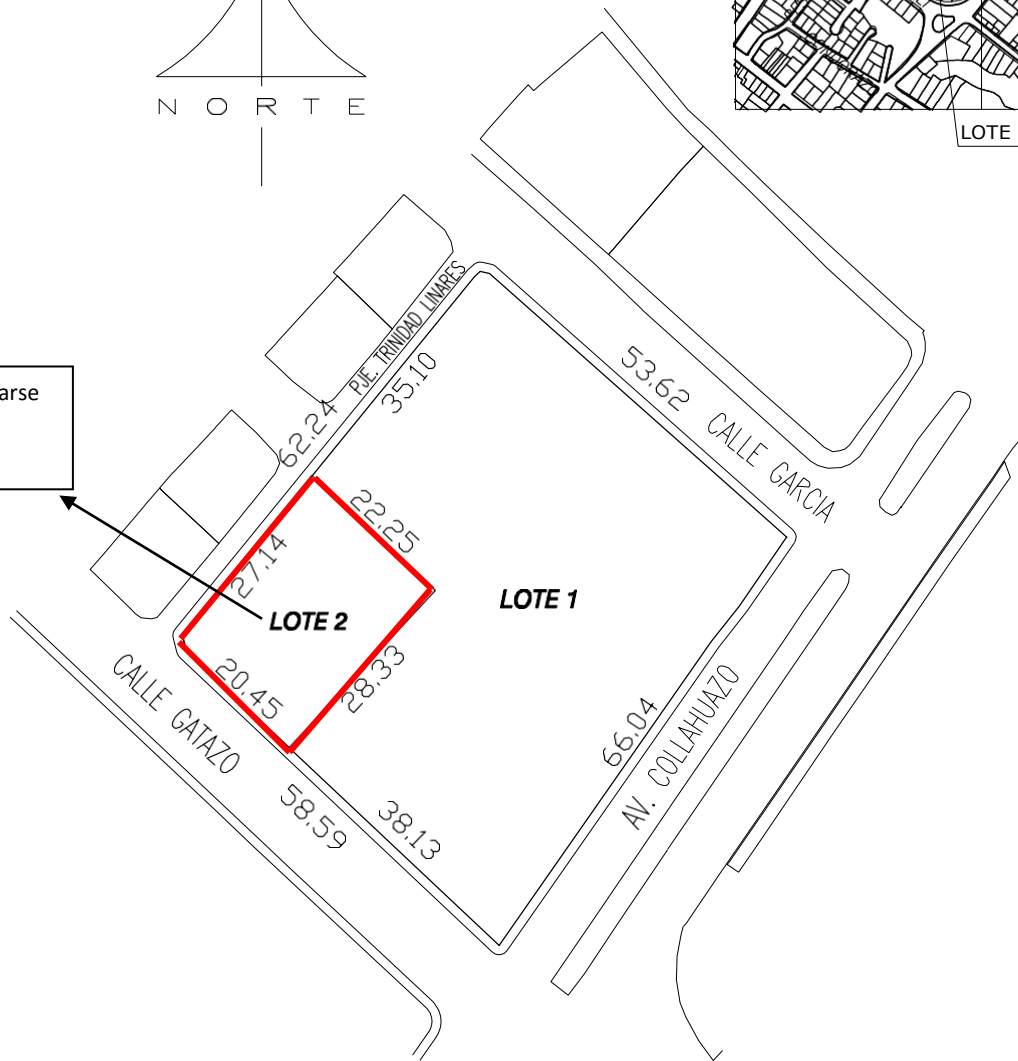 N O R T E
LOTE
PJE. TRINIDAD LINARES
35.10
53.62
CALLE GARCIA
arse
62.24
22.25
27.14
LOTE 1
LOTE 2
20.45
28.33
CALLE GATAZO
66.04
AV. COLLAHUAZO
58.59
38.13